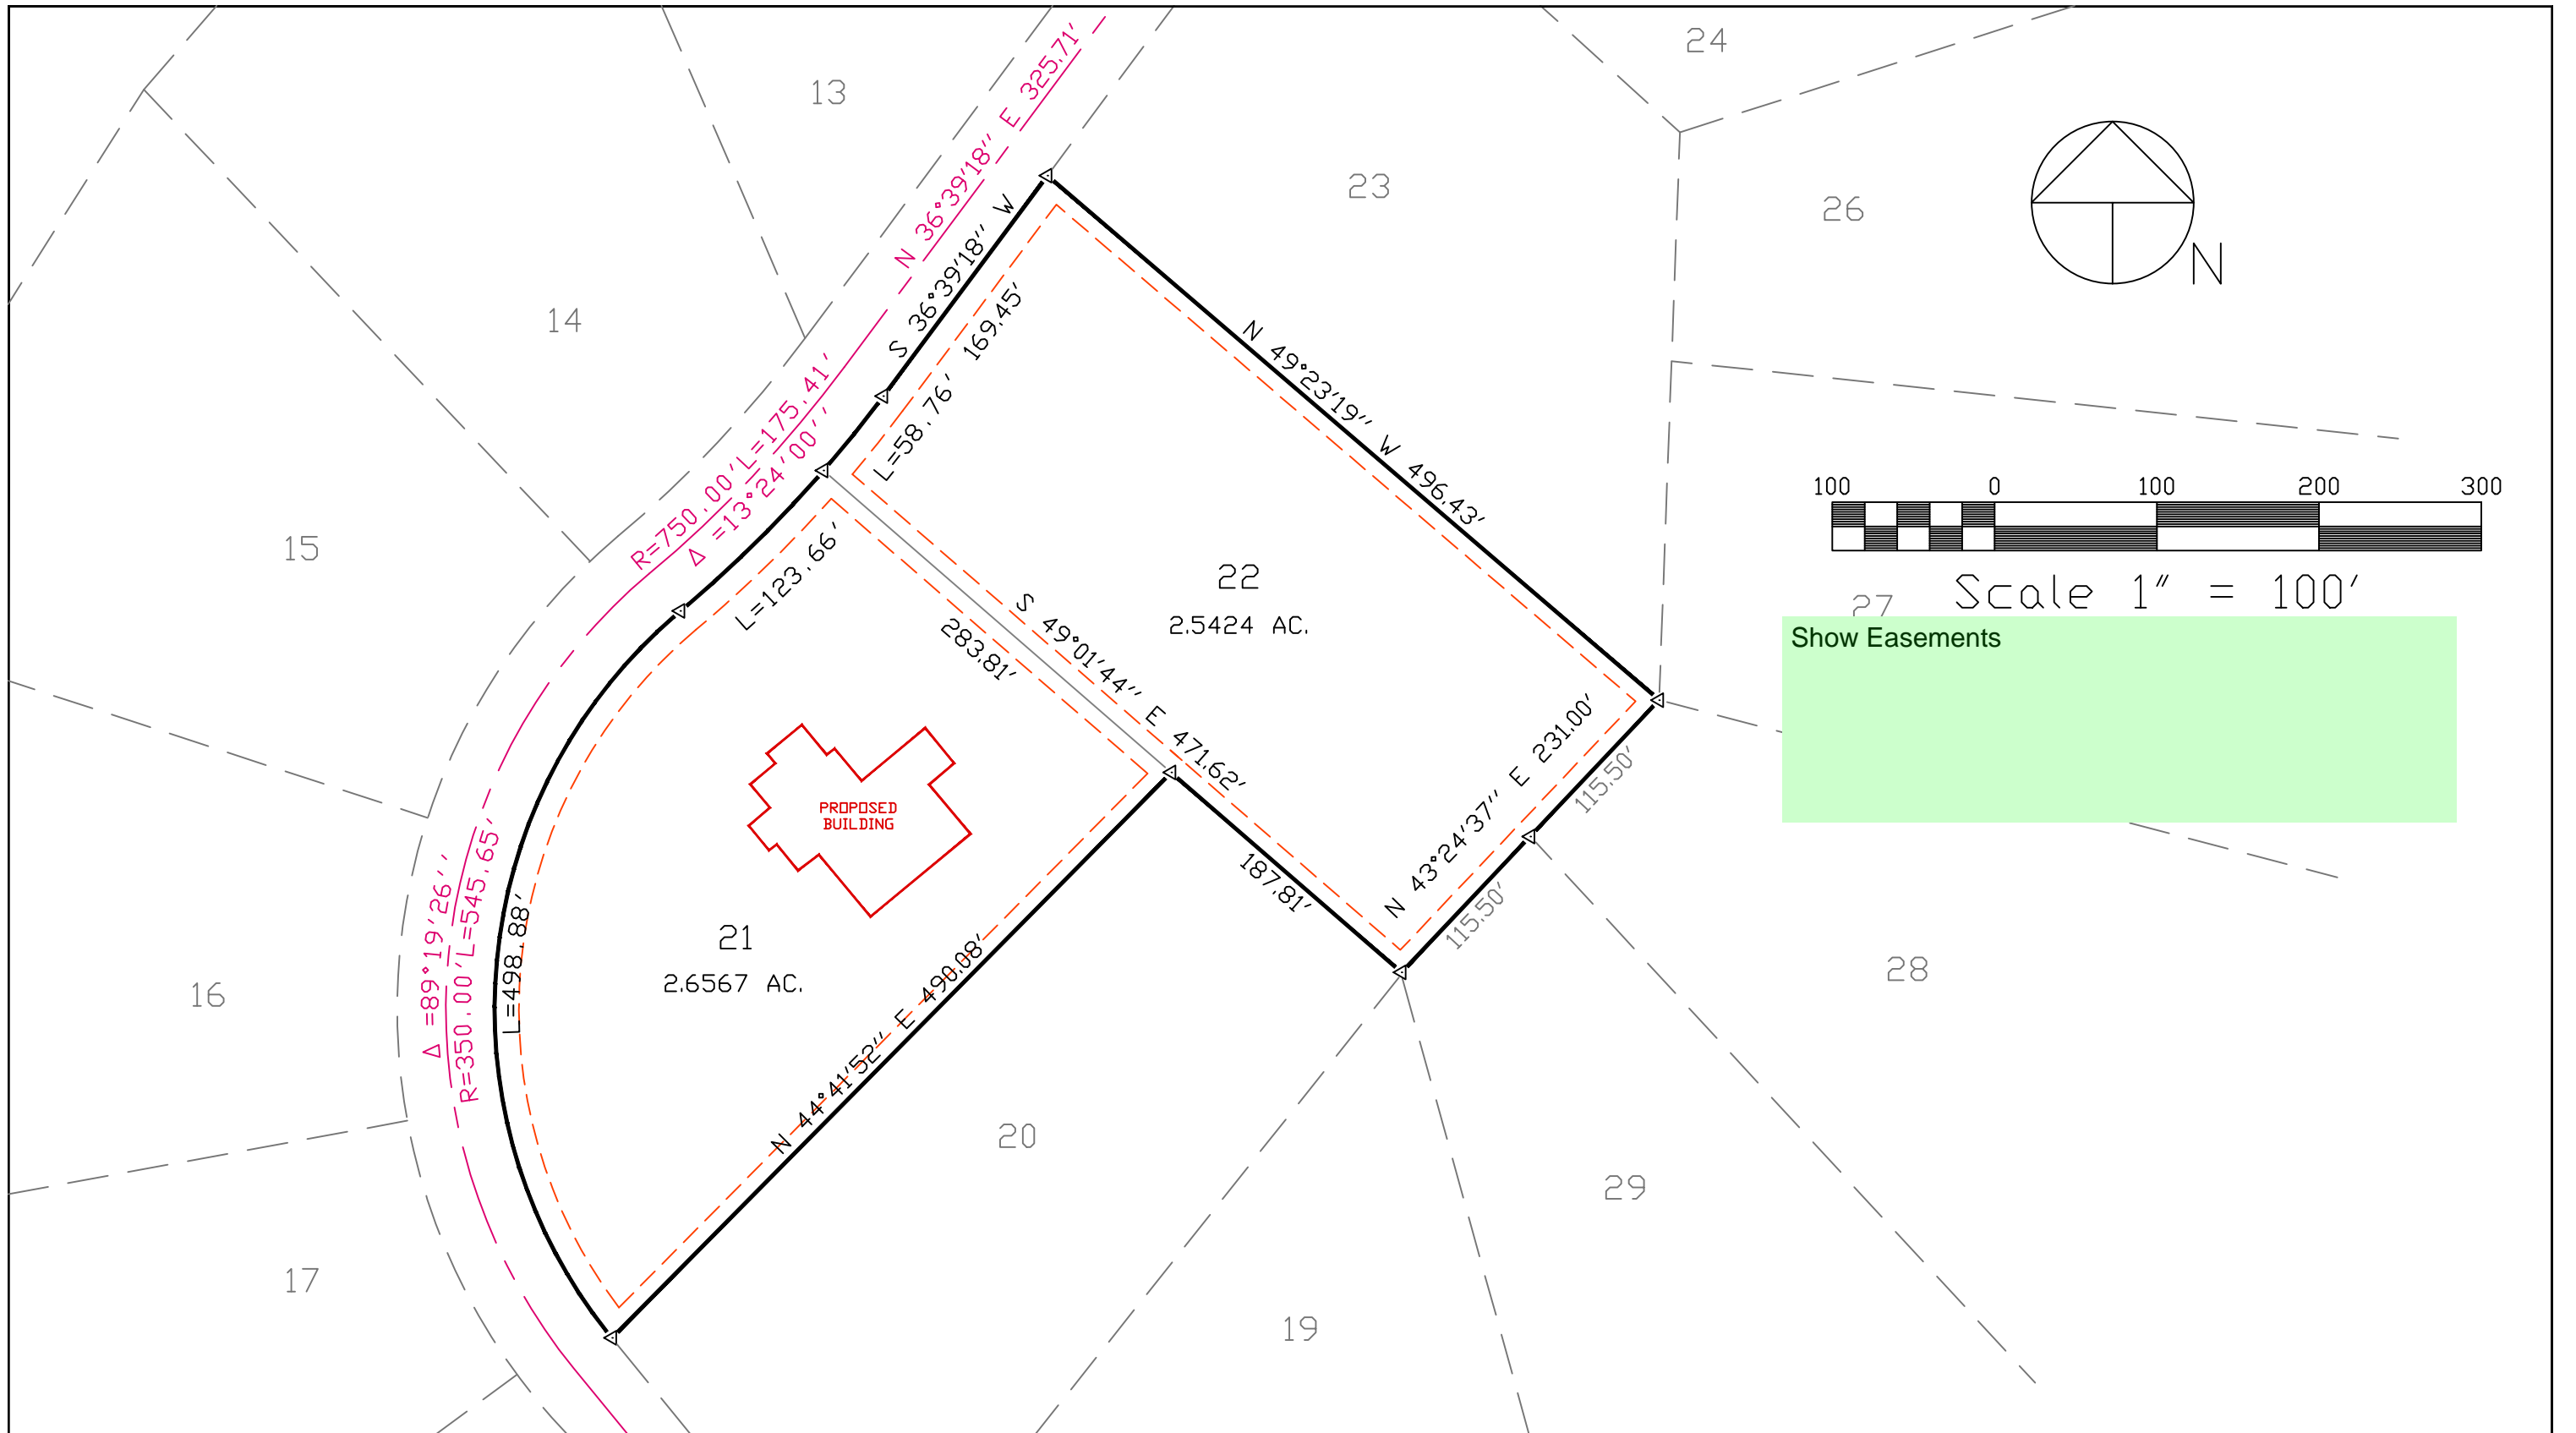 24
13
N 36°39'18" E 325.71'
23
26
N
S 36°39'18" W
169.45'
14
N 49°23'19" W 496.43'
L=58.76'
R=750.00' L=175.41'
Δ =13°24'00''
100 0 100 200 300
Scale 1" = 100'
15
L=123.66'
22
2.5424 AC.
27
Show Easements
S 49°01'44" E 471.62'
283.81'
N 43°24'37" E 231.00'
115.50'
PROPOSED
BUILDING
187.81'
115.50'
Δ =89°19'26''
R=350.00' L=545.65'
L=498.88'
21
2.6567 AC.
N 44°41'52" E 490.08'
16
28
20
29
17
19